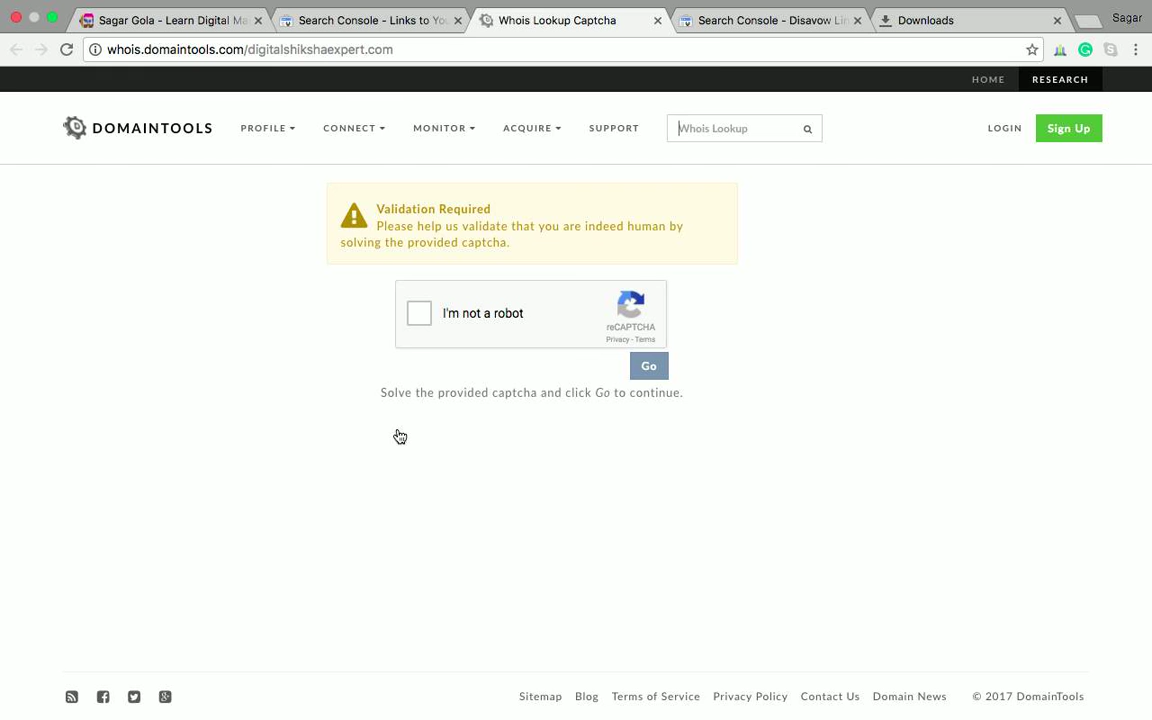 Sagar Gola - Learn Digital Ma
Search Console - Links to You
Whois Lookup Captcha
Search Console - Disavow Lin
Downloads
Sagar
whois.domaintools.com/digitalshikshaexpert.com
HOME RESEARCH
DOMAINTOOLS PROFILE CONNECT MONITOR ACQUIRE SUPPORT Whois Lookup LOGIN Sign Up
Validation Required
Please help us validate that you are indeed human by
solving the provided captcha.
I'm not a robot
reCAPTCHA
Privacy - Terms
Go
Solve the provided captcha and click Go to continue.
Sitemap Blog Terms of Service Privacy Policy Contact Us Domain News © 2017 DomainTools